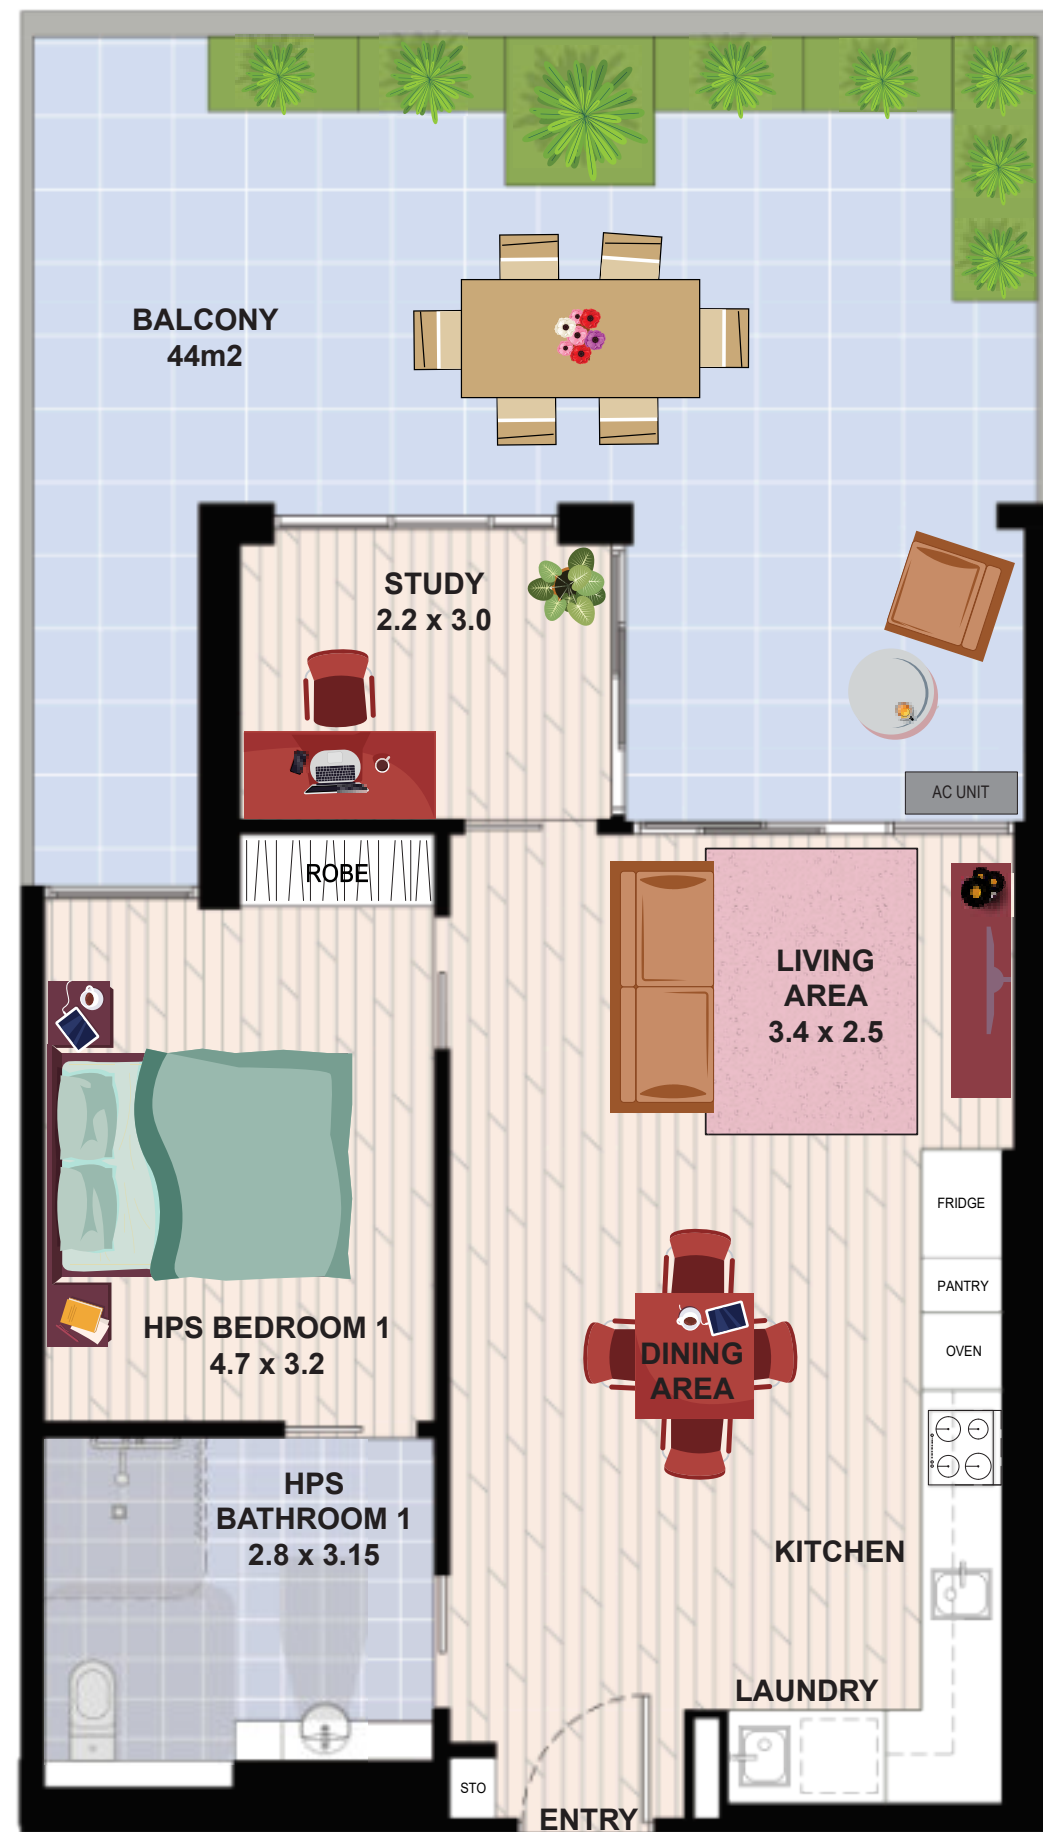 BALCONY
44m2
STUDY
2.2 x 3.0
AC UNIT
ROBE
LIVING
AREA
3.4 x 2.5
FRIDGE
PANTRY
HPS BEDROOM 1
4.7 x 3.2
DINING
AREA
OVEN
HPS
BATHROOM 1
2.8 x 3.15
KITCHEN
LAUNDRY
STO
ENTRY